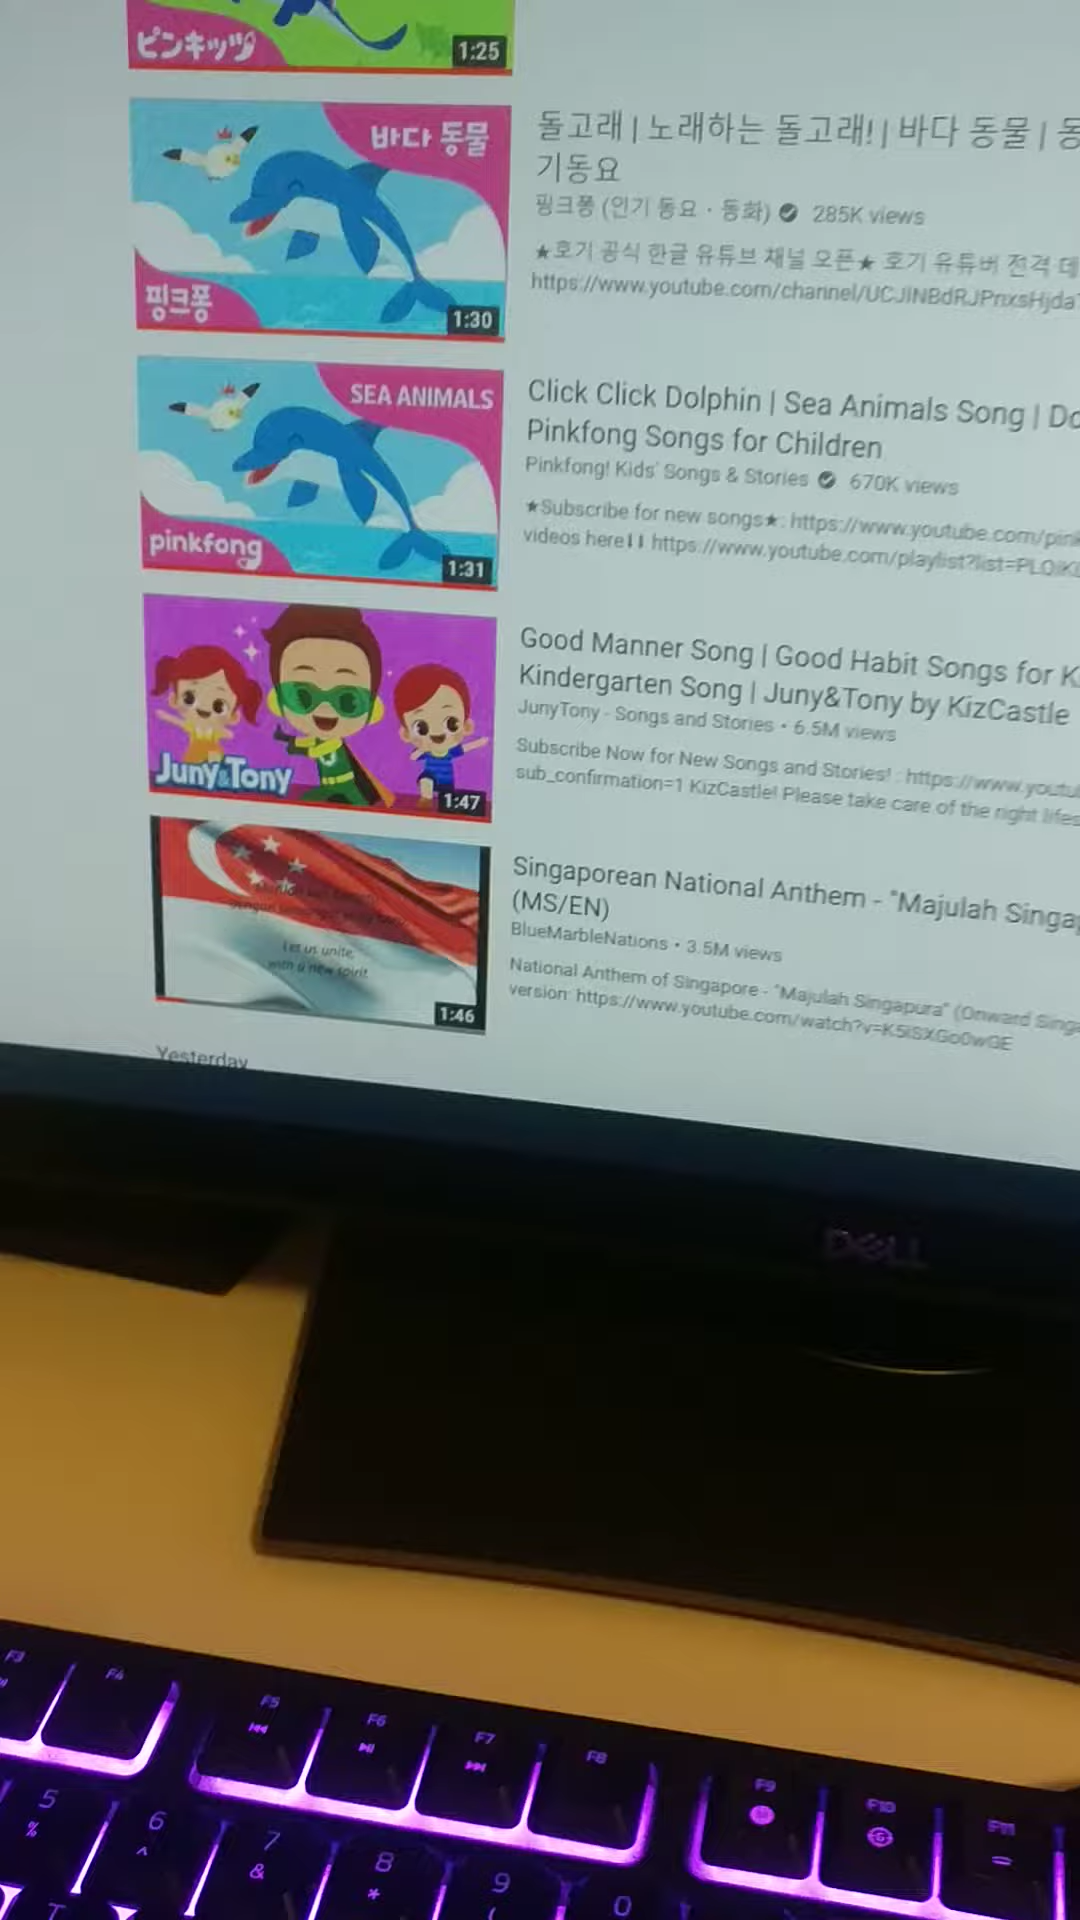 ピンキッツ
1:25
바다 동물
핑크퐁
1:30
돌고래 | 노래하는 돌고래! | 바다 동물 |
기동요
핑크퐁 (인기 동요 · 동화) 285K views
★호기 공식 한글 유튜브 채널 오픈★ 호기 유튜버 전격 데
https://www.youtube.com/channel/UCJINBdRJPnxsHjda
SEA ANIMALS
pinkfong
1:31
Click Click Dolphin | Sea Animals Song | Do
Pinkfong Songs for Children
Pinkfong! Kids' Songs & Stories 670K views
★Subscribe for new songs★: https://www.youtube.com/pink
videos here⬇⬇ https://www.youtube.com/playlist?list=PLQiKL
Juny&Tony
1:47
Good Manner Song | Good Habit Songs for K
Kindergarten Song | Juny&Tony by KizCastle
JunyTony - Songs and Stories • 6.5M views
Subscribe Now for New Songs and Stories! : https://www.youtu
sub_confirmation=1 KizCastle! Please take care of the right lifes
Let us unite,
with a new spirit
1:46
Singaporean National Anthem - "Majulah Singap
(MS/EN)
BlueMarbleNations • 3.5M views
National Anthem of Singapore - "Majulah Singapura" (Onward Singa
version: https://www.youtube.com/watch?v=K5iSXGo0wGE
Yesterday
DELL
F3 F4 F5 F6 F7 F8 F9 F10 F11
5 % 6 ^ 7 & 8 * 9 ( 0
T